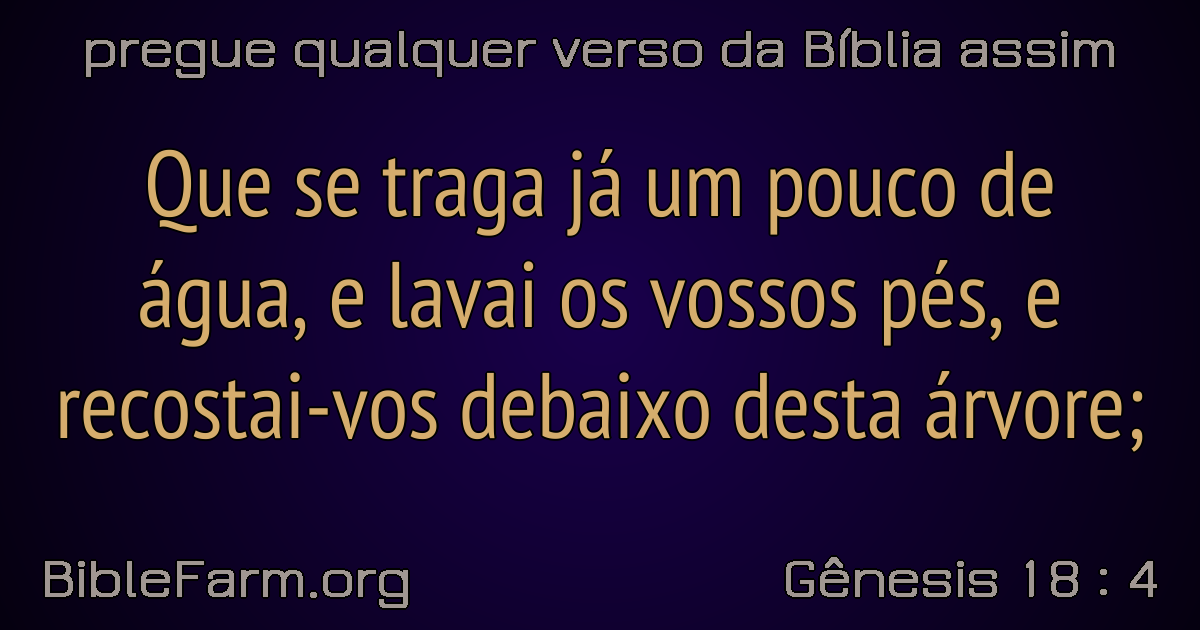 pregue qualquer verso da Bíblia assim
Que se traga já um pouco de
água, e lavai os vossos pés, e
recostai-vos debaixo desta árvore;
BibleFarm.org
Gênesis 18 : 4